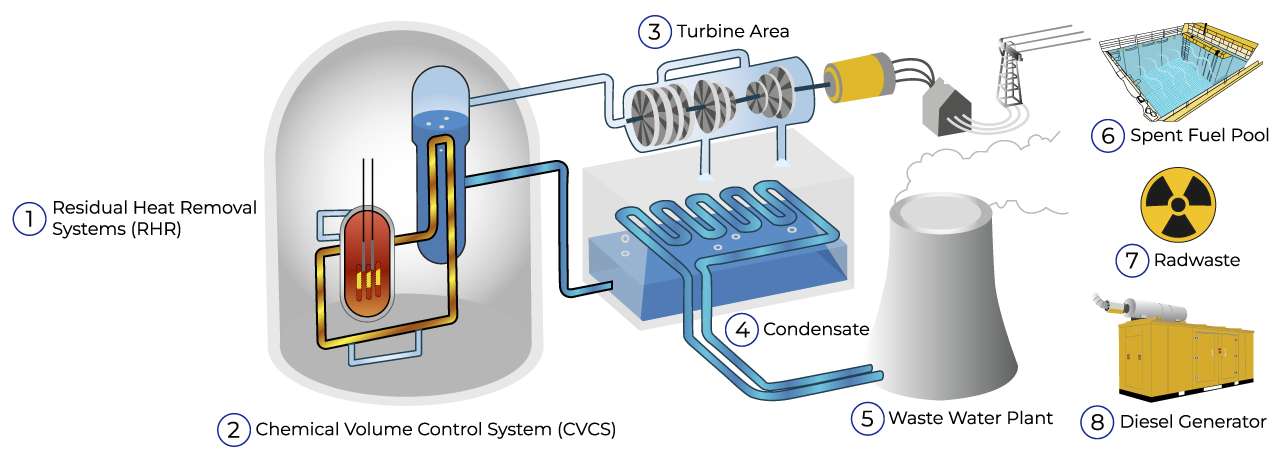 1 Residual Heat Removal
Systems (RHR)
2 Chemical Volume Control System (CVCS)
3 Turbine Area
4 Condensate
5 Waste Water Plant
6 Spent Fuel Pool
7 Radwaste
8 Diesel Generator